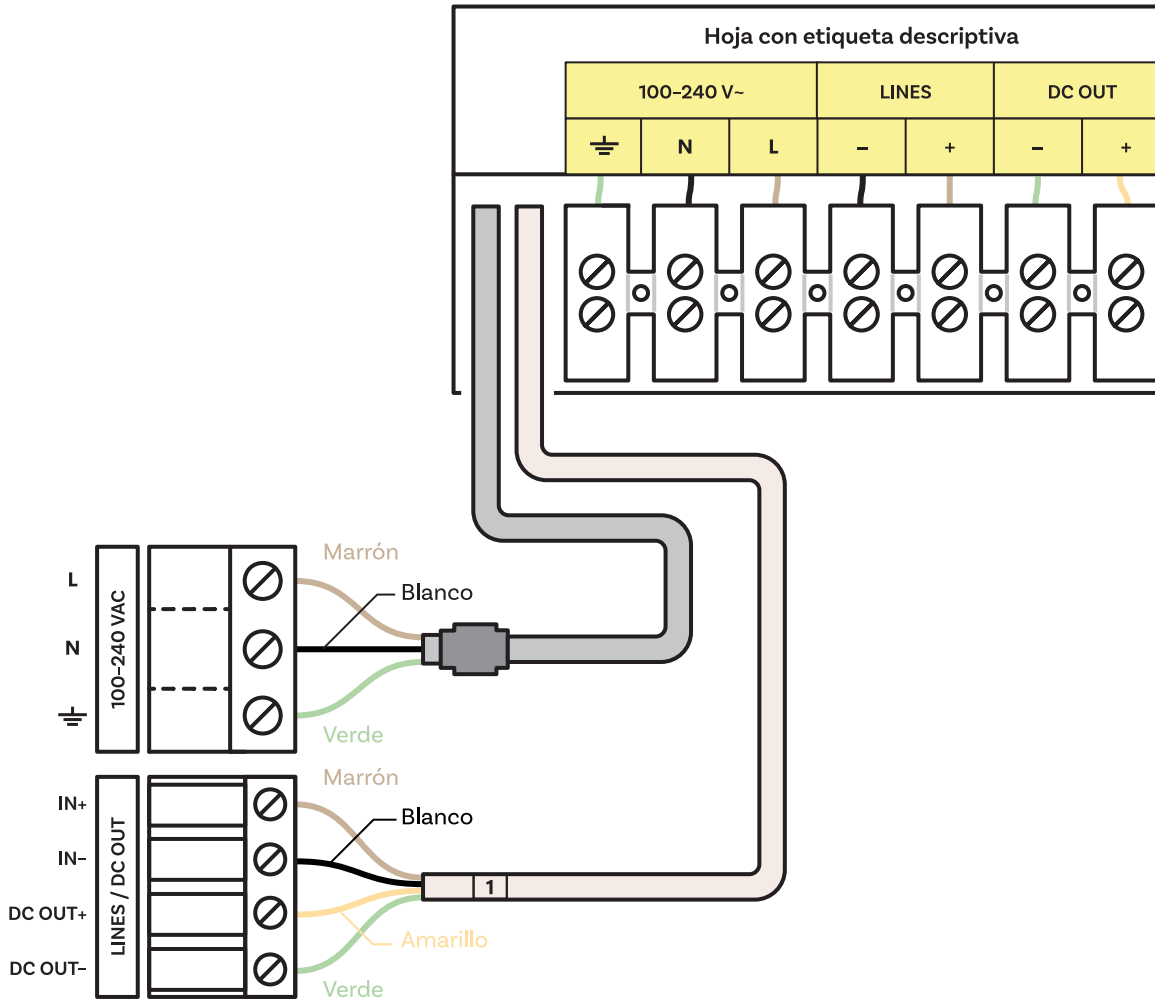 Hoja con etiqueta descriptiva
100–240 V~ LINES DC OUT
N L – + – +
Marrón
L
Blanco
N
100–240 VAC
Verde
Marrón
IN+
Blanco
IN–
LINES / DC OUT
1
DC OUT+
Amarillo
DC OUT–
Verde